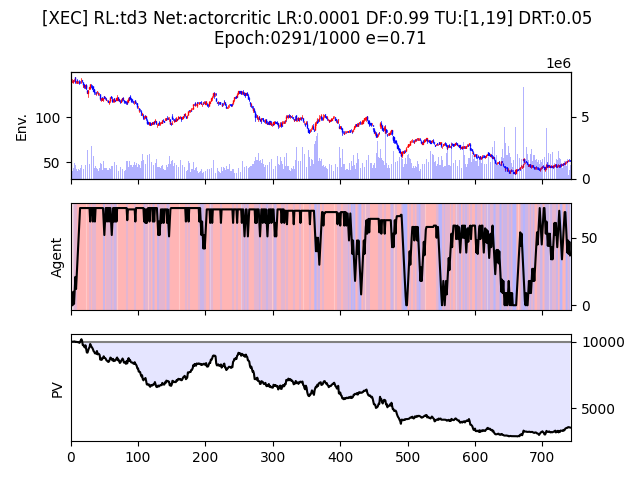 [XEC] RL:td3 Net:actorcritic LR:0.0001 DF:0.99 TU:[1,19] DRT:0.05
Epoch:0291/1000 e=0.71
1e6
Env.
100
50
5
0
Agent
50
0
PV
10000
5000
0 100 200 300 400 500 600 700